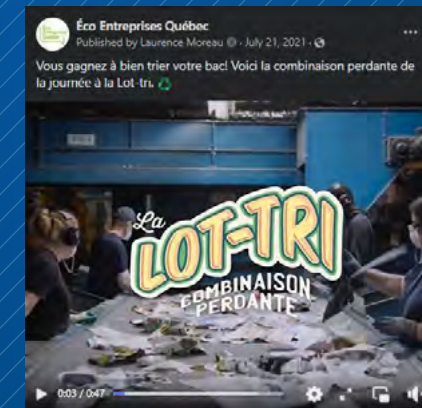 Éco Entreprises Québec
Published by Laurence Moreau · July 21, 2021 ·
Vous gagnez à bien trier votre bac! Voici la combinaison perdante de
la journée à la Lot-tri.
La
LOT-TRI
COMBINAISON
PERDANTE
0:03 / 0:47